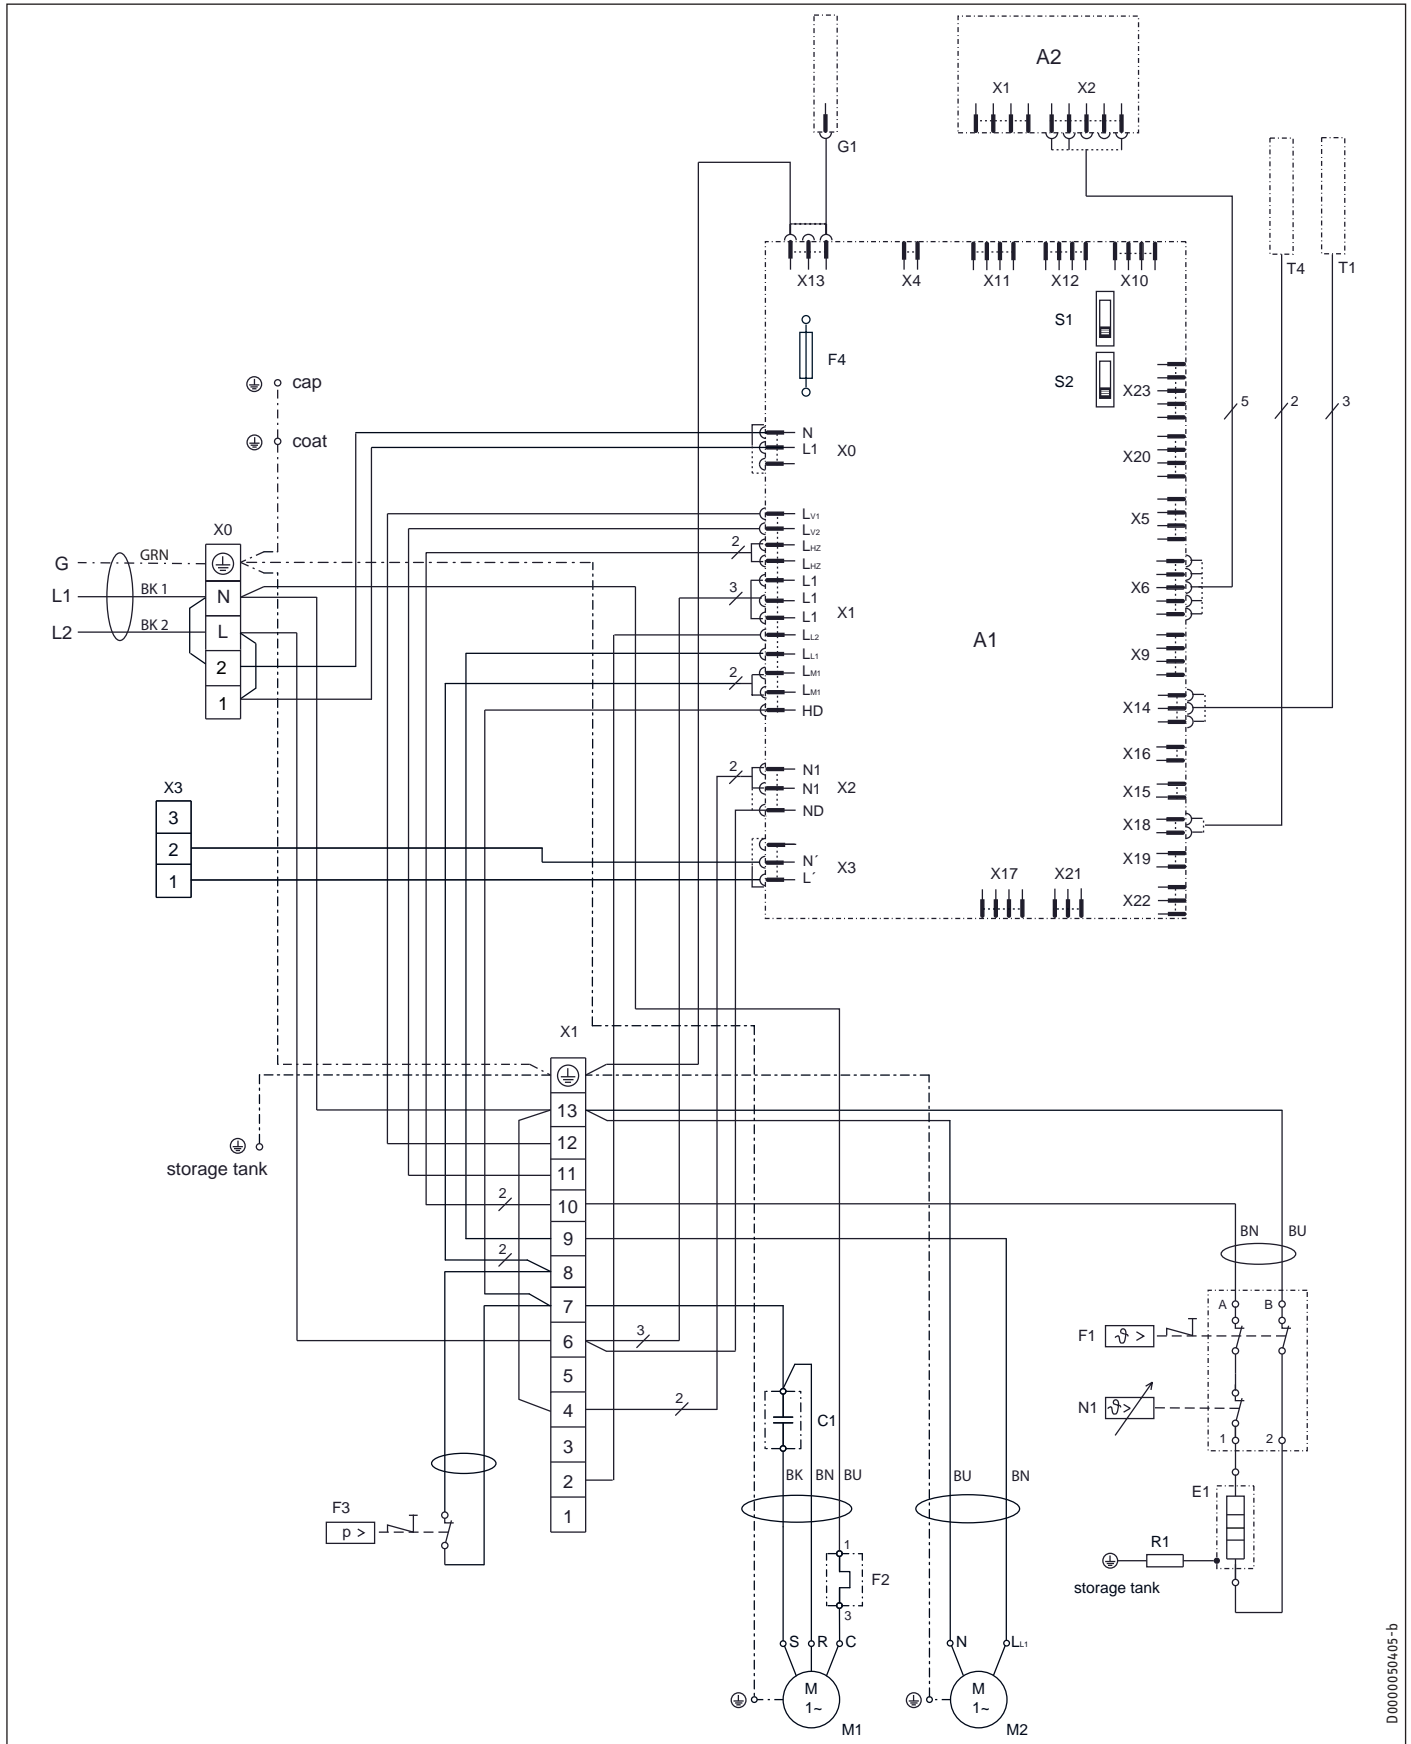 A2
X1 X2
G1
T4 T1
X13 X4 X11 X12 X10
S1
F4
S2
X23
5 2 3
cap
coat
N
L1 X0
X20
X5
X6
X9
X14
X16
X15
X18
X19
X22
X17 X21
A1
LV1
LV2
2 LHZ
LHZ
L1
3 L1
L1
X1
LL2
LL1
2 LM1
LM1
HD
2 N1
N1 X2
ND
N´ X3
L´
X0
G GRN
L1 BK 1 N
L2 BK 2 L
2
1
X3
3
2
1
X1
13
12
11
2 10
9
2 8
7
6 3
5
4 2
3
2
1
storage tank
BN BU
A B
F1 ϑ >
N1 ϑ >
1 2
C1
BK BN BU
BU BN
F3
p >
E1
R1
storage tank
1
F2
3
S R C
N LL1
M
1~
M1
M
1~
M2
D0000050405-b